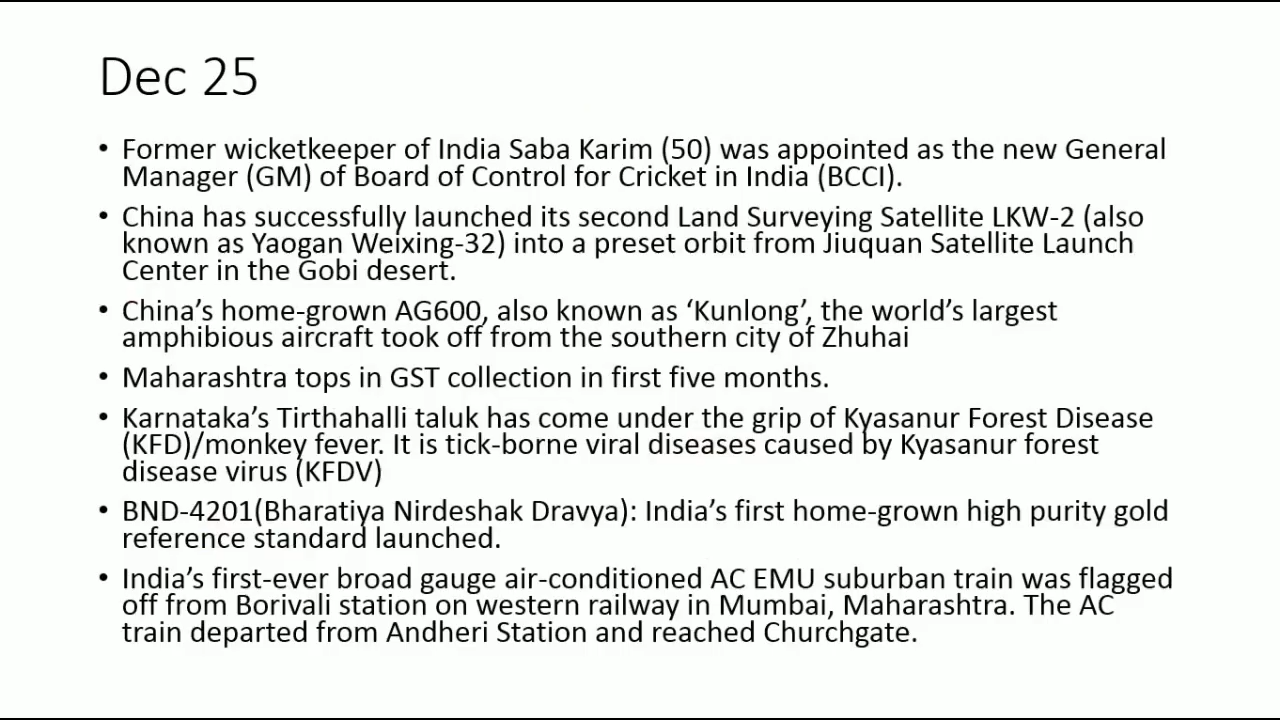 Dec 25
• Former wicketkeeper of India Saba Karim (50) was appointed as the new General
Manager (GM) of Board of Control for Cricket in India (BCCI).
• China has successfully launched its second Land Surveying Satellite LKW-2 (also
known as Yaogan Weixing-32) into a preset orbit from Jiuquan Satellite Launch
Center in the Gobi desert.
• China’s home-grown AG600, also known as ‘Kunlong’, the world’s largest
amphibious aircraft took off from the southern city of Zhuhai
• Maharashtra tops in GST collection in first five months.
• Karnataka’s Tirthahalli taluk has come under the grip of Kyasanur Forest Disease
(KFD)/monkey fever. It is tick-borne viral diseases caused by Kyasanur forest
disease virus (KFDV)
• BND-4201(Bharatiya Nirdeshak Dravya): India’s first home-grown high purity gold
reference standard launched.
• India’s first-ever broad gauge air-conditioned AC EMU suburban train was flagged
off from Borivali station on western railway in Mumbai, Maharashtra. The AC
train departed from Andheri Station and reached Churchgate.